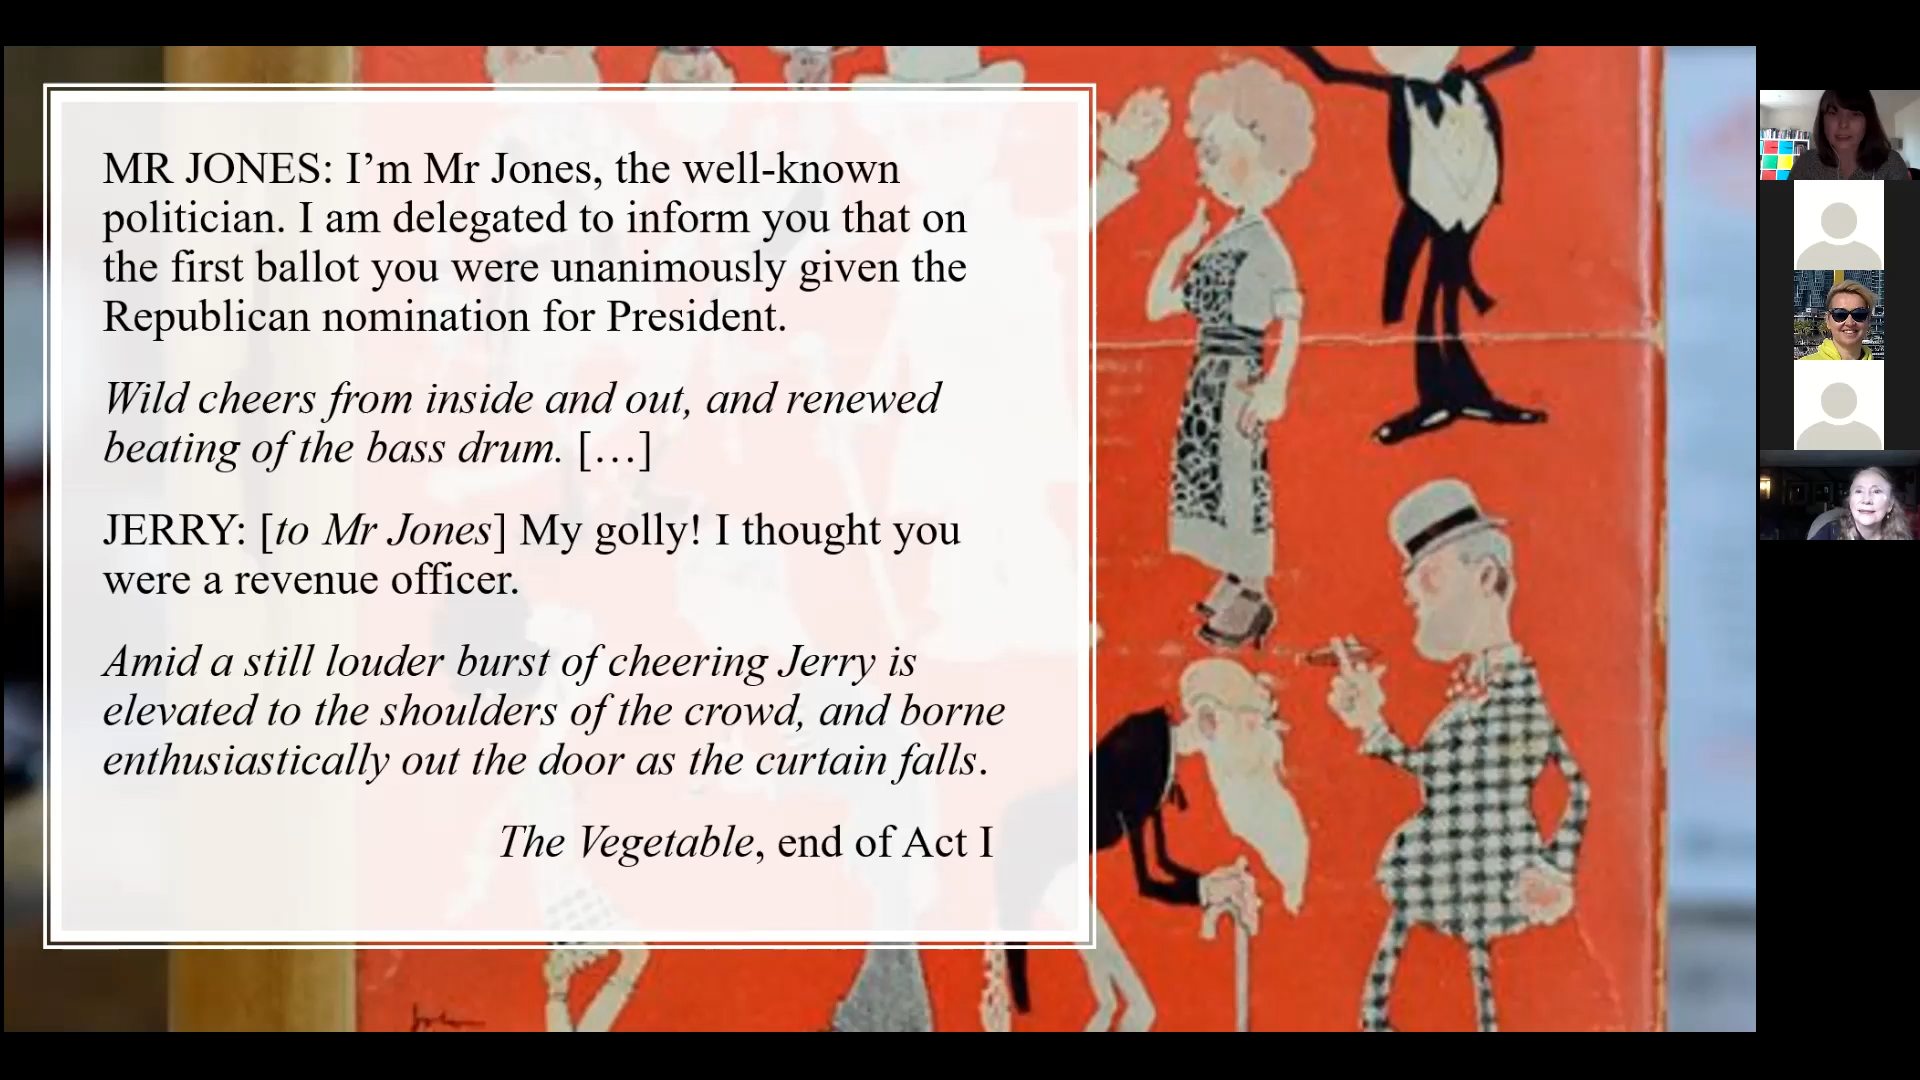 MR JONES: I’m Mr Jones, the well-known
politician. I am delegated to inform you that on
the first ballot you were unanimously given the
Republican nomination for President.
Wild cheers from inside and out, and renewed
beating of the bass drum. […]
JERRY: [to Mr Jones] My golly! I thought you
were a revenue officer.
Amid a still louder burst of cheering Jerry is
elevated to the shoulders of the crowd, and borne
enthusiastically out the door as the curtain falls.
The Vegetable, end of Act I